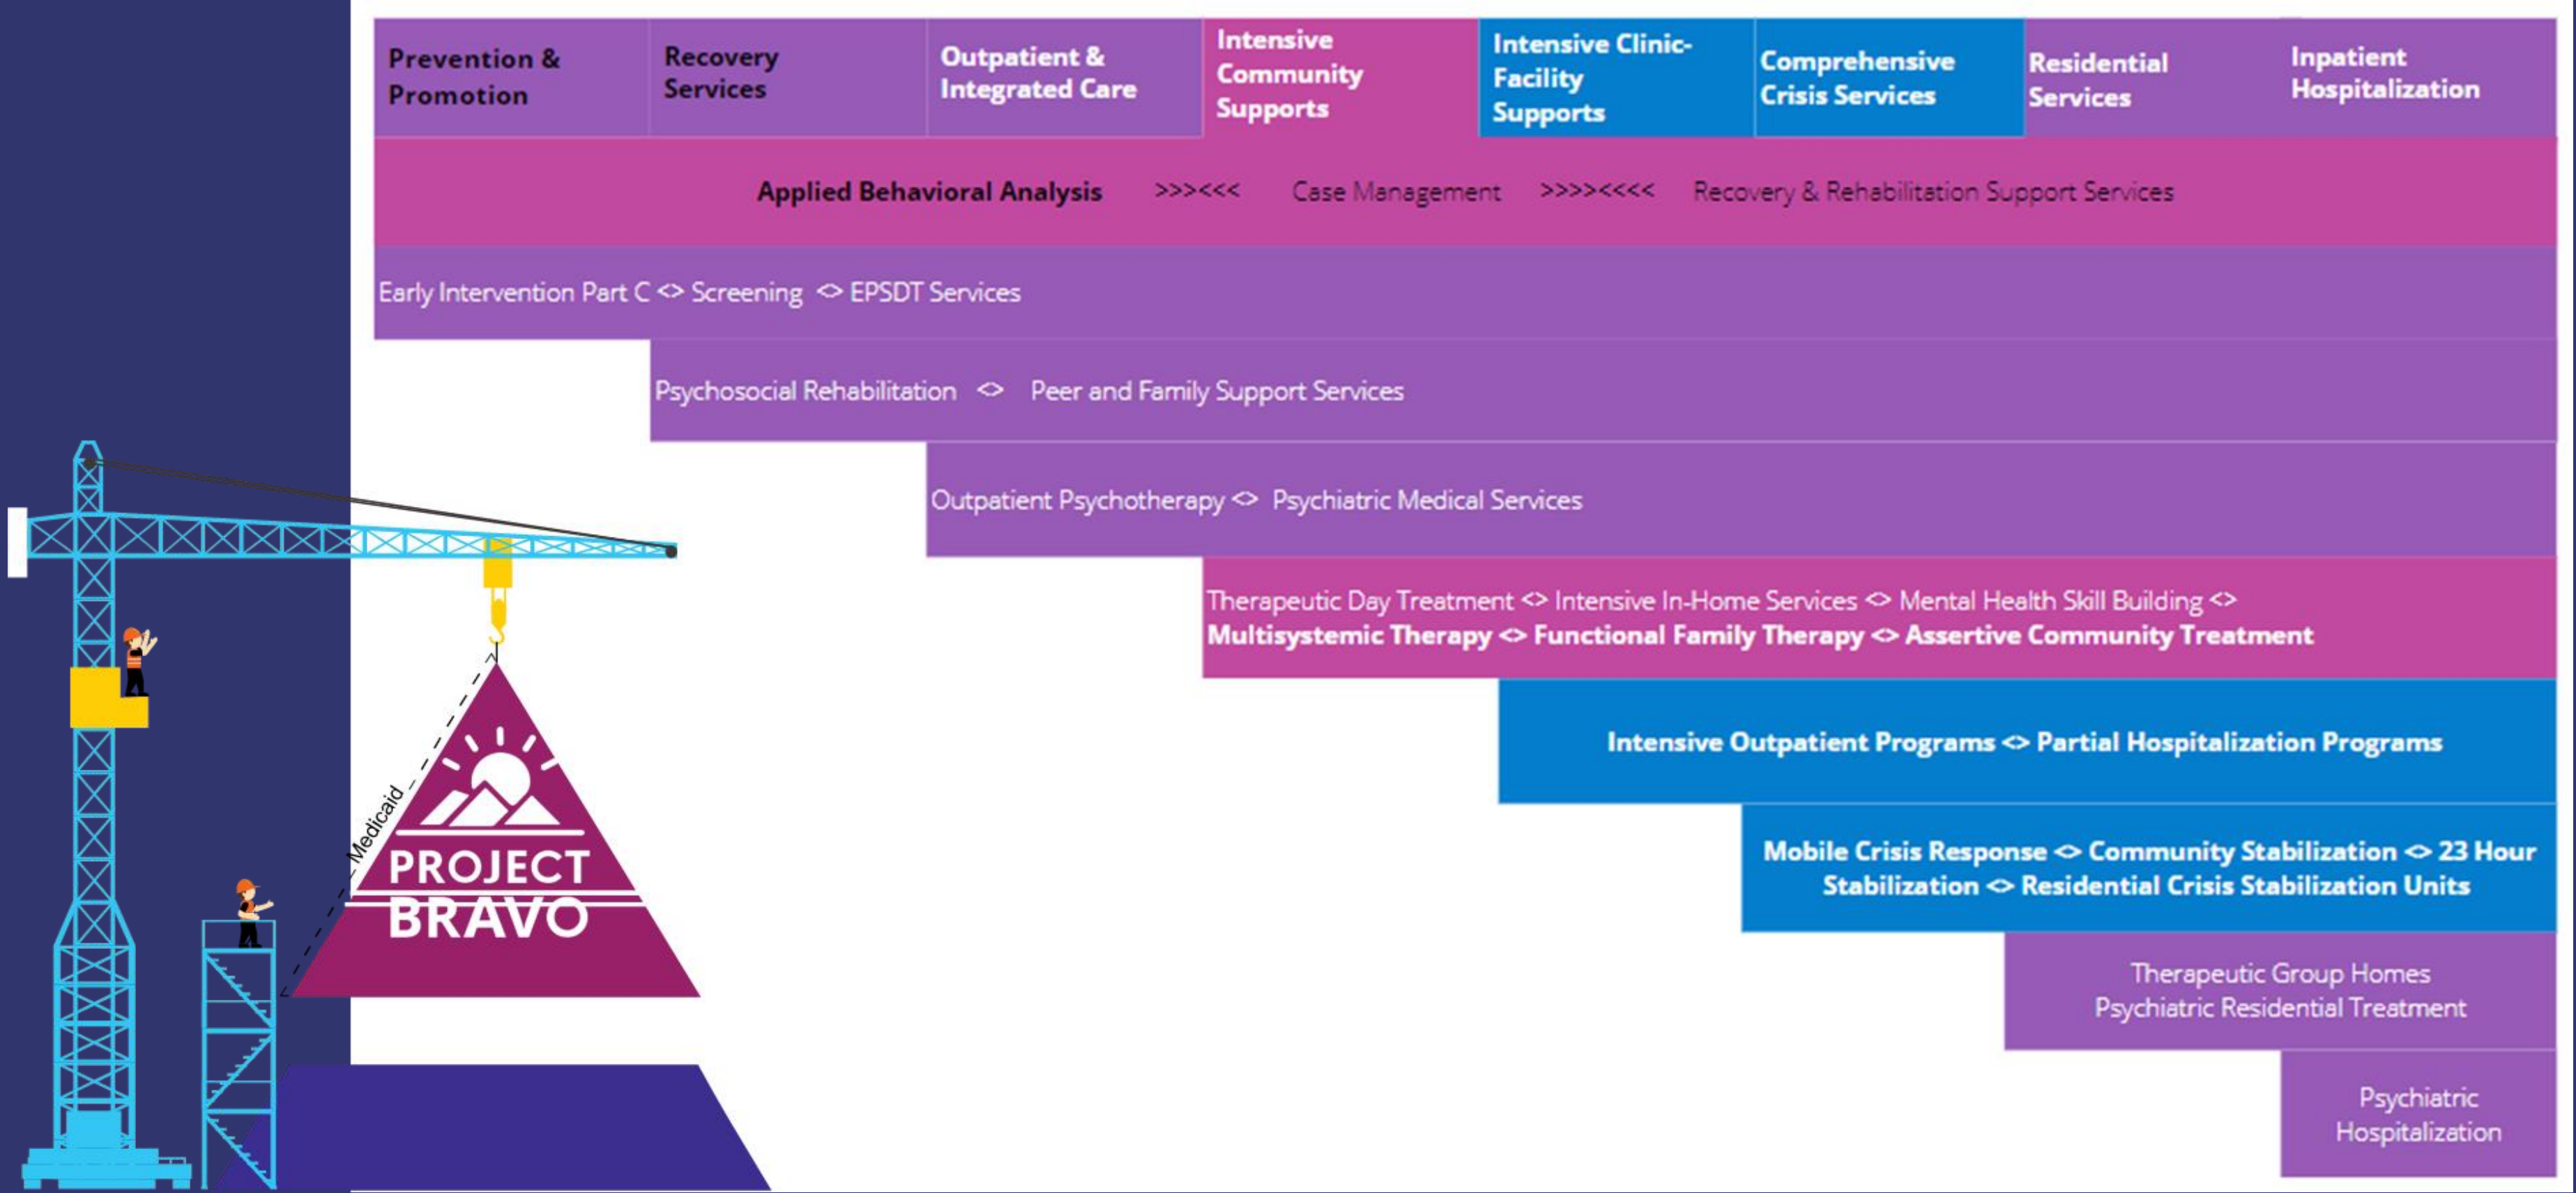 Prevention &
Promotion
Recovery
Services
Outpatient &
Integrated Care
Intensive
Community
Supports
Intensive Clinic-
Facility
Supports
Comprehensive
Crisis Services
Residential
Services
Inpatient
Hospitalization
Applied Behavioral Analysis >>><<< Case Management >>>><<<< Recovery & Rehabilitation Support Services
Early Intervention Part C <> Screening <> EPSDT Services
Psychosocial Rehabilitation <> Peer and Family Support Services
Outpatient Psychotherapy <> Psychiatric Medical Services
Therapeutic Day Treatment <> Intensive In-Home Services <> Mental Health Skill Building <>
Multisystemic Therapy <> Functional Family Therapy <> Assertive Community Treatment
Intensive Outpatient Programs <> Partial Hospitalization Programs
Mobile Crisis Response <> Community Stabilization <> 23 Hour
Stabilization <> Residential Crisis Stabilization Units
Therapeutic Group Homes
Psychiatric Residential Treatment
Psychiatric
Hospitalization
Medicaid
PROJECT
BRAVO